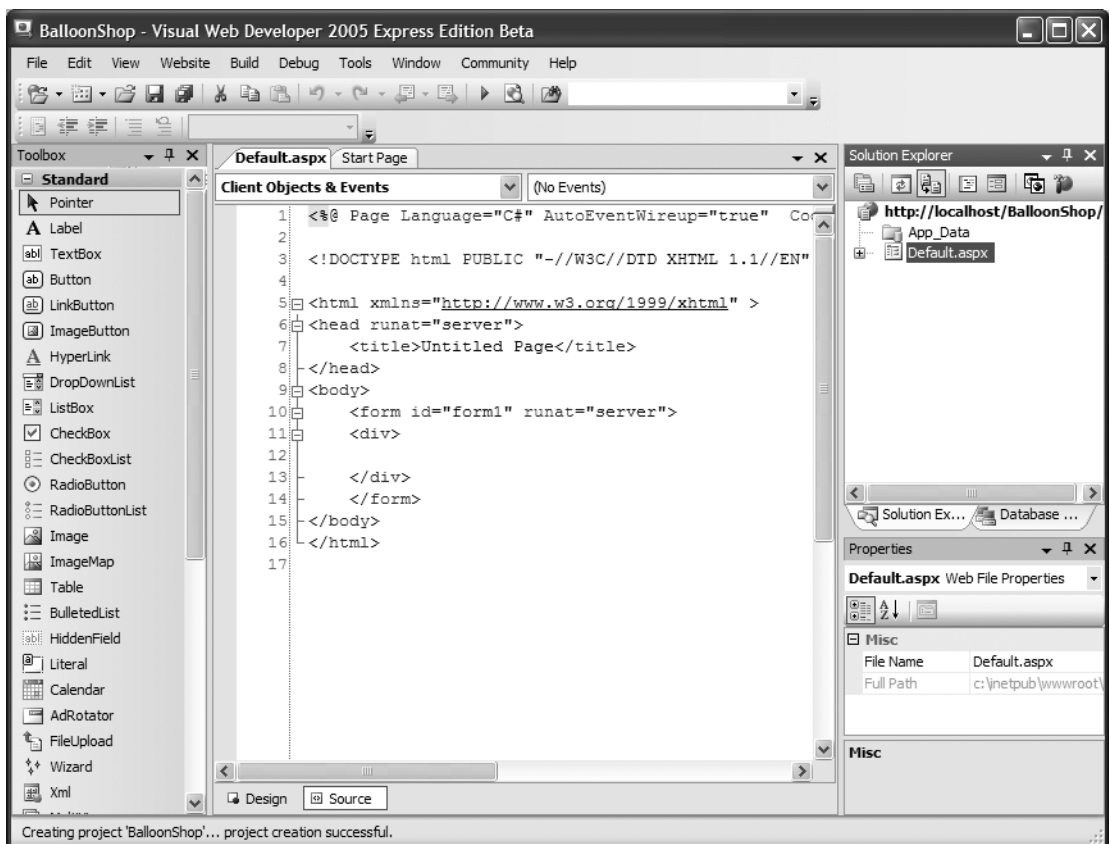 BalloonShop - Visual Web Developer 2005 Express Edition Beta
File Edit View Website Build Debug Tools Window Community Help
Toolbox
Standard
Pointer
A Label
abl TextBox
ab Button
ab LinkButton
ImageButton
A HyperLink
DropDownList
ListBox
CheckBox
CheckBoxList
RadioButton
RadioButtonList
Image
ImageMap
Table
BulletedList
abl HiddenField
Literal
Calendar
AdRotator
FileUpload
Wizard
Xml
Default.aspx Start Page
Client Objects & Events (No Events)
1 <%@ Page Language="C#" AutoEventWireup="true" Co
2
3 <!DOCTYPE html PUBLIC "-//W3C//DTD XHTML 1.1//EN"
4
5 <html xmlns="http://www.w3.org/1999/xhtml" >
6 <head runat="server">
7 <title>Untitled Page</title>
8 </head>
9 <body>
10 <form id="form1" runat="server">
11 <div>
12
13 </div>
14 </form>
15 </body>
16 </html>
17
Design Source
Solution Explorer
http://localhost/BalloonShop/
App_Data
Default.aspx
Solution Ex... Database ...
Properties
Default.aspx Web File Properties
Misc
File Name Default.aspx
Full Path c:\inetpub\wwwroot\
Misc
Creating project 'BalloonShop'... project creation successful.